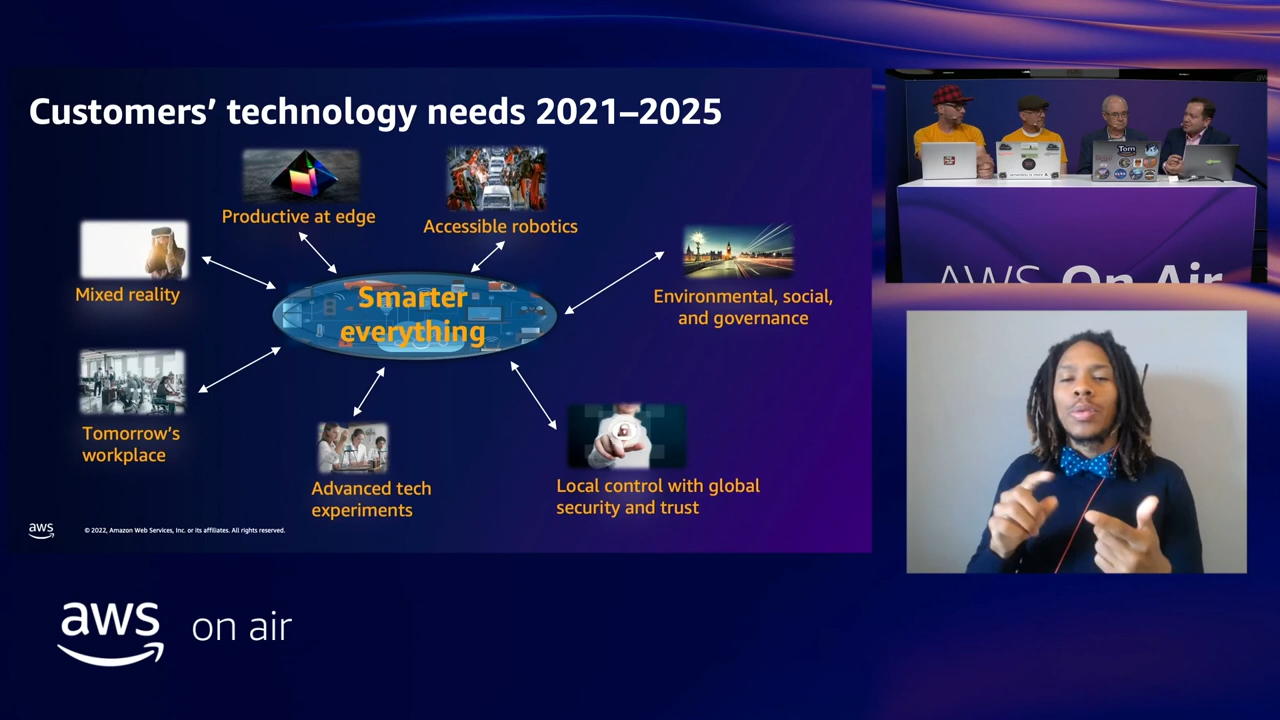 Customers’ technology needs 2021–2025
Productive at edge
Accessible robotics
Mixed reality
Smarter
everything
Environmental, social,
and governance
Tomorrow’s
workplace
Advanced tech
experiments
Local control with global
security and trust
aws
© 2022, Amazon Web Services, Inc. or its affiliates. All rights reserved.
Tom
AWS On Air
aws on air